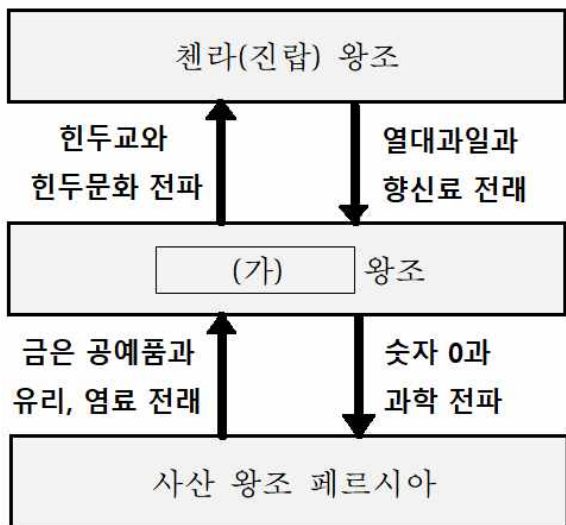 첸라(진랍) 왕조
힌두교와
힌두문화 전파
열대과일과
향신료 전래
(가) 왕조
금은 공예품과
유리, 염료 전래
숫자 0과
과학 전파
사산 왕조 페르시아